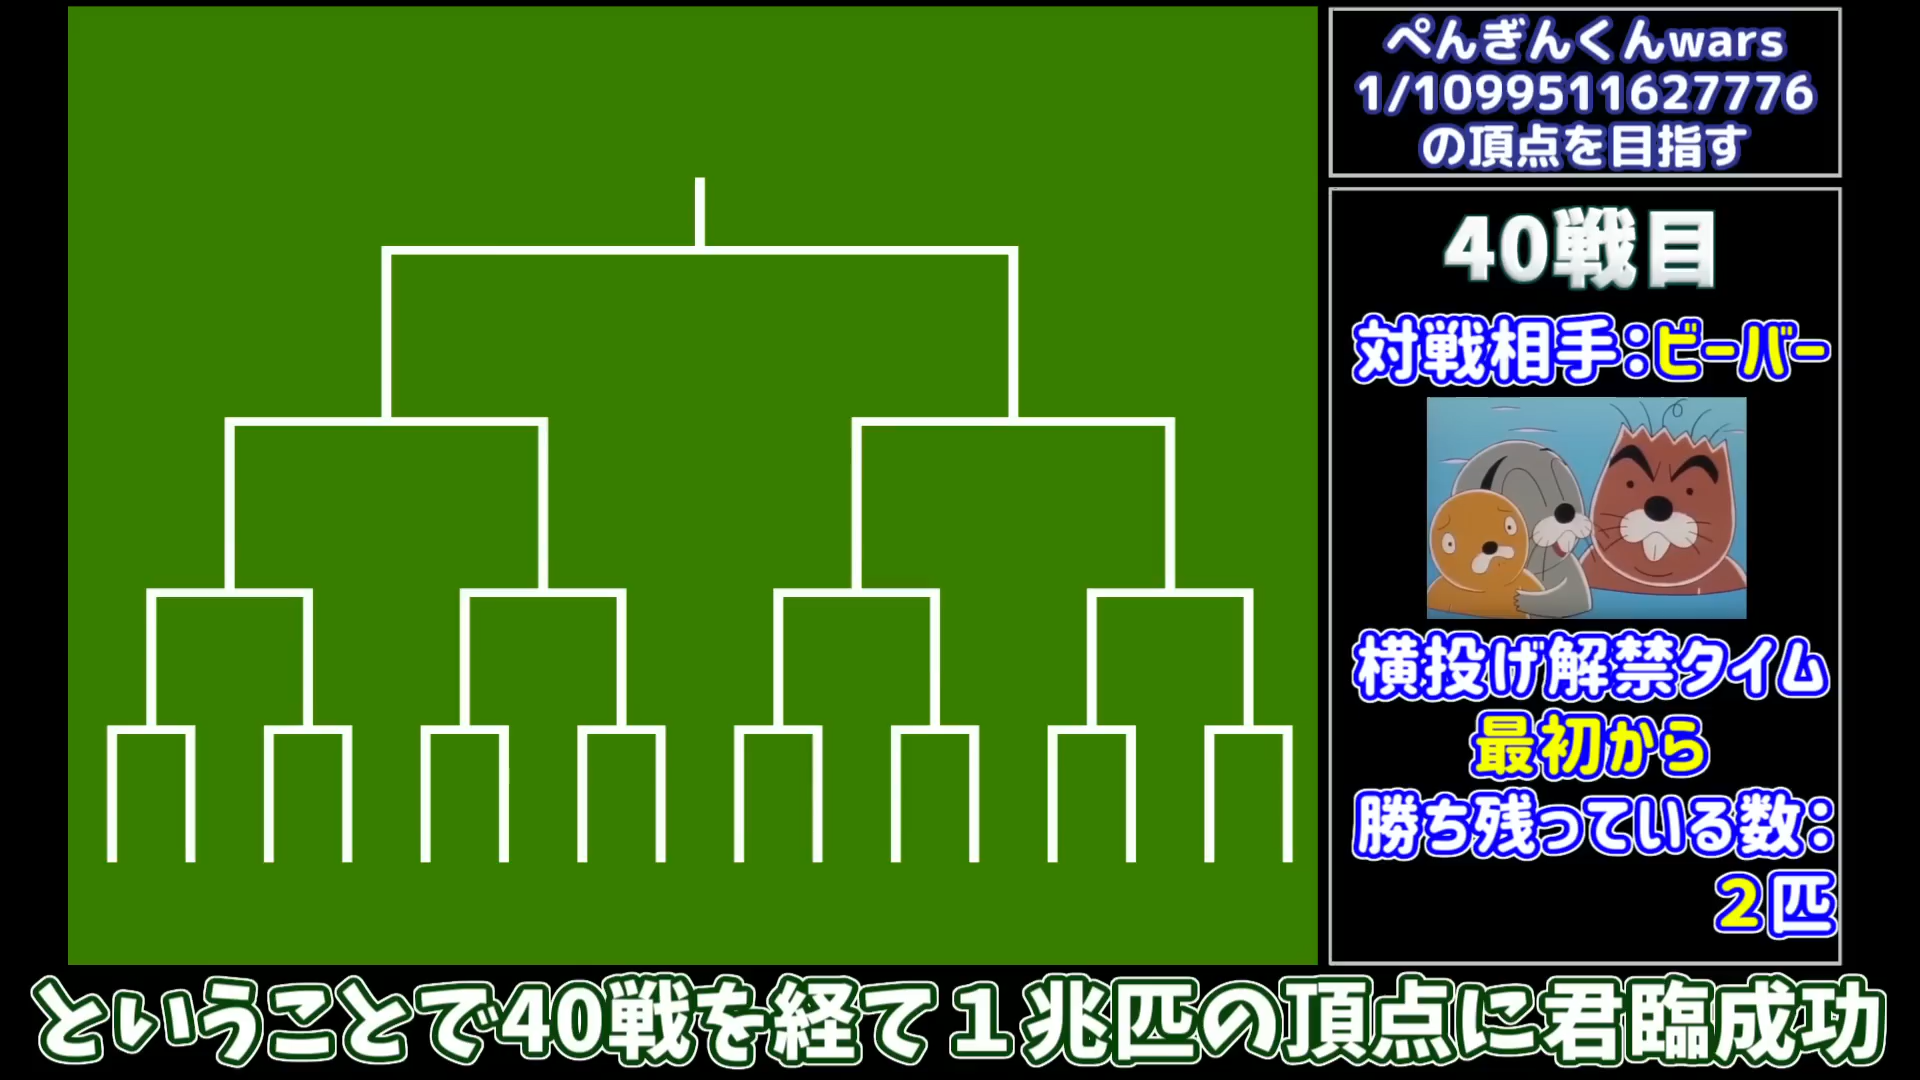 ぺんぎんくんwars
1/1099511627776
の頂点を目指す
40戦目
対戦相手：ビーバー
横投げ解禁タイム
最初から
勝ち残っている数：
2匹
ということで40戦を経て１兆匹の頂点に君臨成功